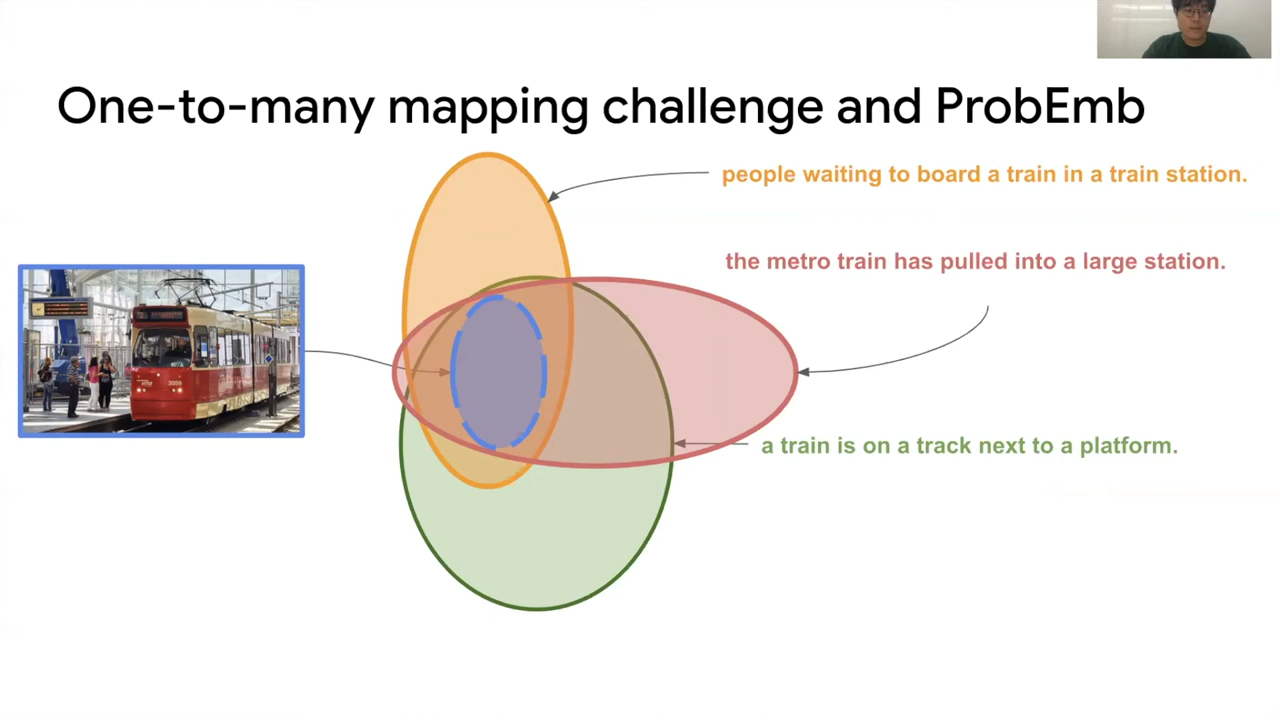 One-to-many mapping challenge and ProbEmb
people waiting to board a train in a train station.
the metro train has pulled into a large station.
a train is on a track next to a platform.
3059